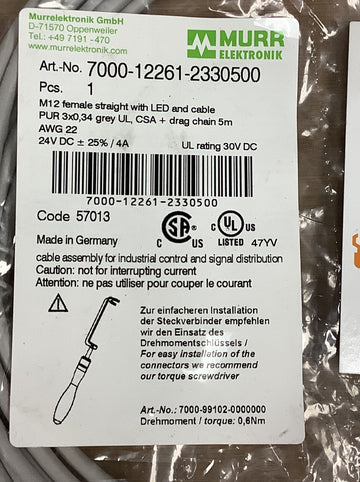 Murrelektronik GmbH
D-71570 Oppenweiler
Tel.: +49 7191 - 470
www.murrelektronik.com
MURR
ELEKTRONIK
Art.-No. 7000-12261-2330500
Pcs. 1
M12 female straight with LED and cable
PUR 3x0,34 grey UL, CSA + drag chain 5m
AWG 22
24V DC ± 25% / 4A UL rating 30V DC
7000-12261-2330500
Code 57013
Made in Germany
SA ® C UL ® US
LISTED 47YV
cable assembly for industrial control and signal distribution
Caution: not for interrupting current
Attention: ne pas utiliser pour couper le courant
Zur einfacheren Installation
der Steckverbinder empfehlen
wir den Einsatz des
Drehmomentschlüssels /
For easy installation of the
connectors we recommend
our torque screwdriver
Art.-No.: 7000-99102-0000000
Drehmoment / torque: 0,6Nm